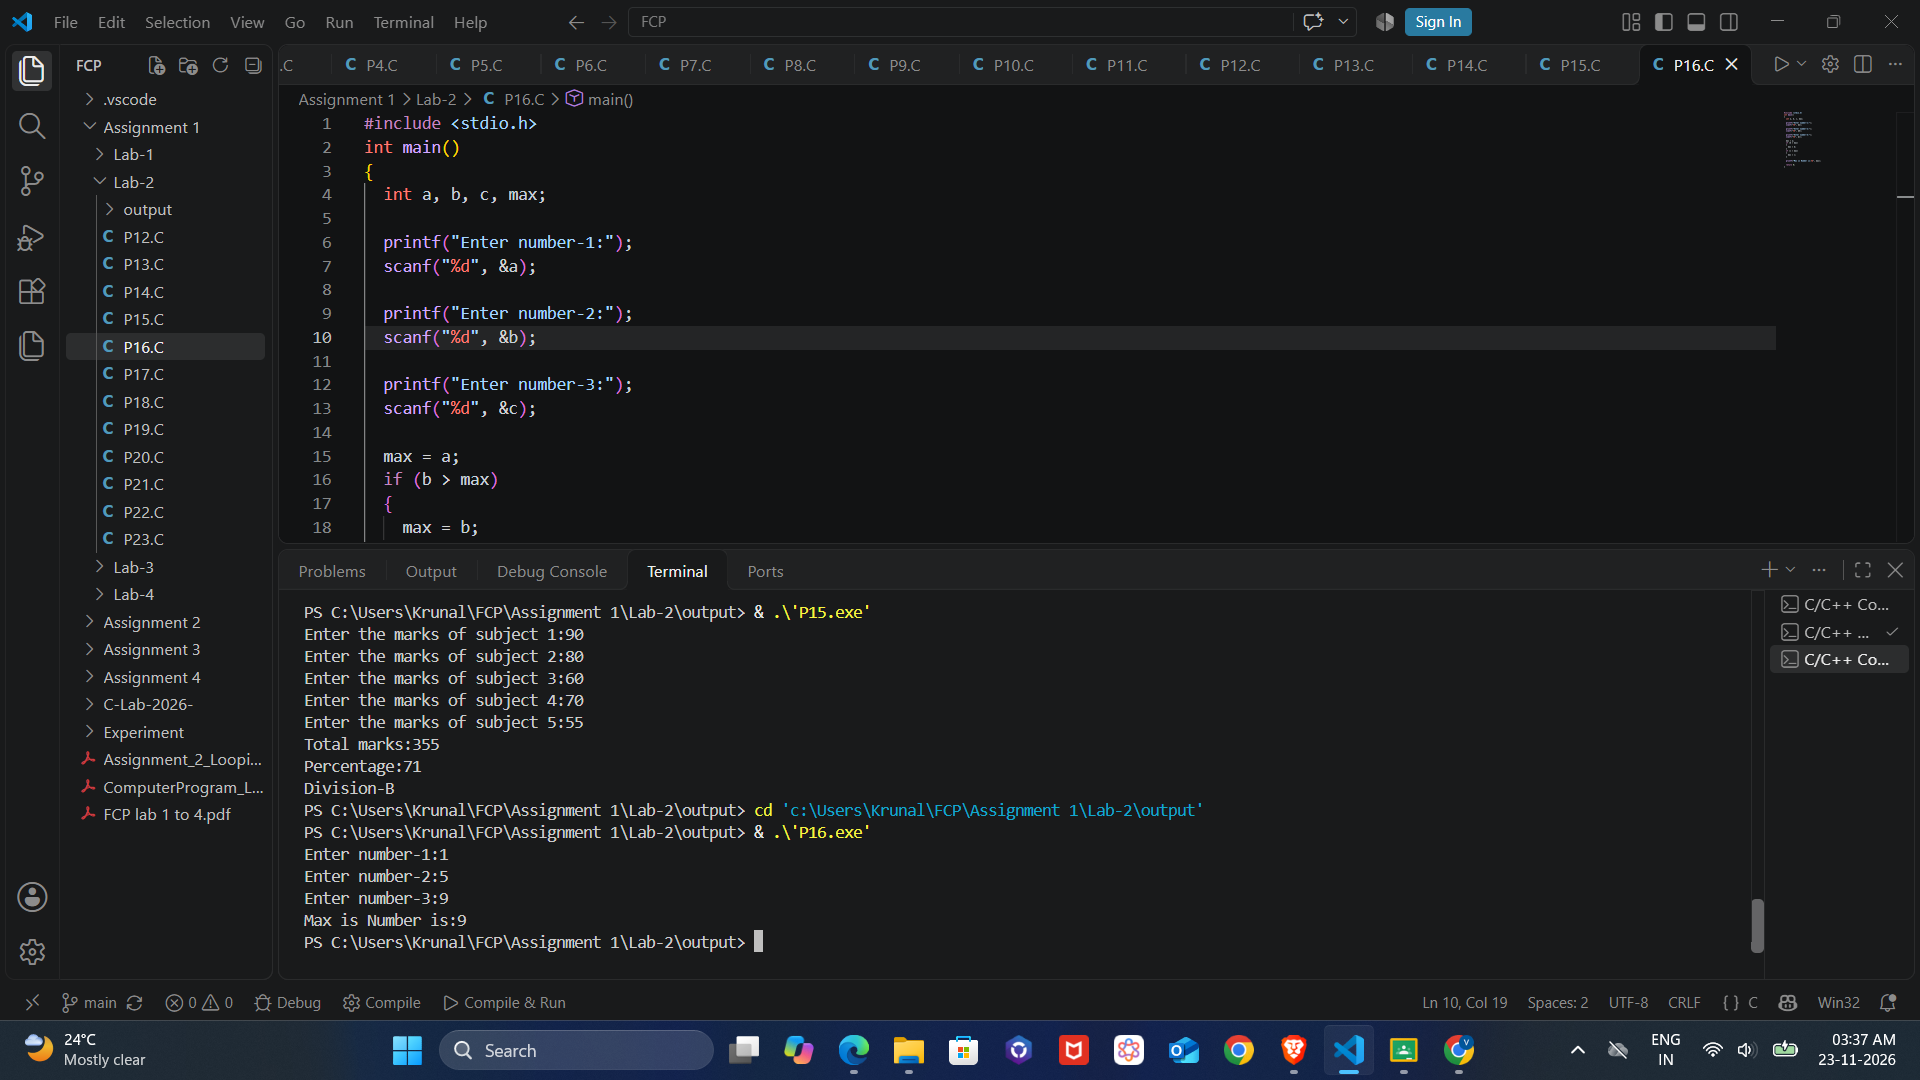 File Edit Selection View Go Run Terminal Help FCP Sign In
FCP
.vscode
Assignment 1
Lab-1
Lab-2
output
P12.C
P13.C
P14.C
P15.C
P16.C
P17.C
P18.C
P19.C
P20.C
P21.C
P22.C
P23.C
Lab-3
Lab-4
Assignment 2
Assignment 3
Assignment 4
C-Lab-2026-
Experiment
Assignment_2_Loopi...
ComputerProgram_L...
FCP lab 1 to 4.pdf
.C C P4.C C P5.C C P6.C C P7.C C P8.C C P9.C C P10.C C P11.C C P12.C C P13.C C P14.C C P15.C C P16.C
Assignment 1 > Lab-2 > C P16.C > main()
1 #include <stdio.h>
2 int main()
3 {
4 int a, b, c, max;
5
6 printf("Enter number-1:");
7 scanf("%d", &a);
8
9 printf("Enter number-2:");
10 scanf("%d", &b);
11
12 printf("Enter number-3:");
13 scanf("%d", &c);
14
15 max = a;
16 if (b > max)
17 {
18 max = b;
Problems Output Debug Console Terminal Ports
PS C:\Users\Krunal\FCP\Assignment 1\Lab-2\output> & .\'P15.exe'
Enter the marks of subject 1:90
Enter the marks of subject 2:80
Enter the marks of subject 3:60
Enter the marks of subject 4:70
Enter the marks of subject 5:55
Total marks:355
Percentage:71
Division-B
PS C:\Users\Krunal\FCP\Assignment 1\Lab-2\output> cd 'c:\Users\Krunal\FCP\Assignment 1\Lab-2\output'
PS C:\Users\Krunal\FCP\Assignment 1\Lab-2\output> & .\'P16.exe'
Enter number-1:1
Enter number-2:5
Enter number-3:9
Max is Number is:9
PS C:\Users\Krunal\FCP\Assignment 1\Lab-2\output>
C/C++ Co...
C/C++ ...
C/C++ Co...
main 0 0 Debug Compile Compile & Run Ln 10, Col 19 Spaces: 2 UTF-8 CRLF {} C Win32
24°C
Mostly clear
Search
ENG
IN
03:37 AM
23-11-2026